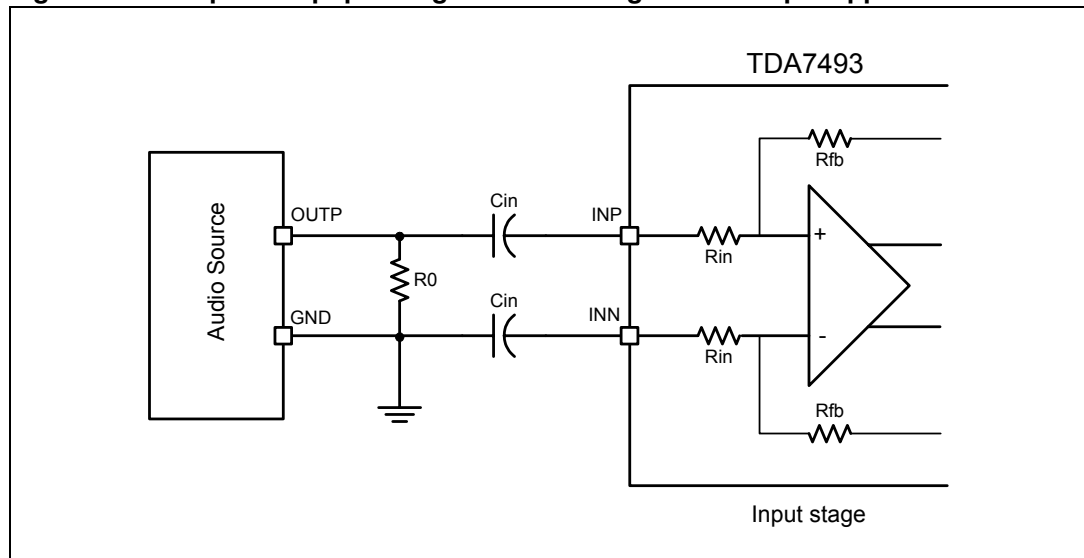 TDA7493
Rfb
OUTP
Cin
INP
Rin
+
Audio Source
R0
GND
Cin
INN
Rin
-
Rfb
Input stage